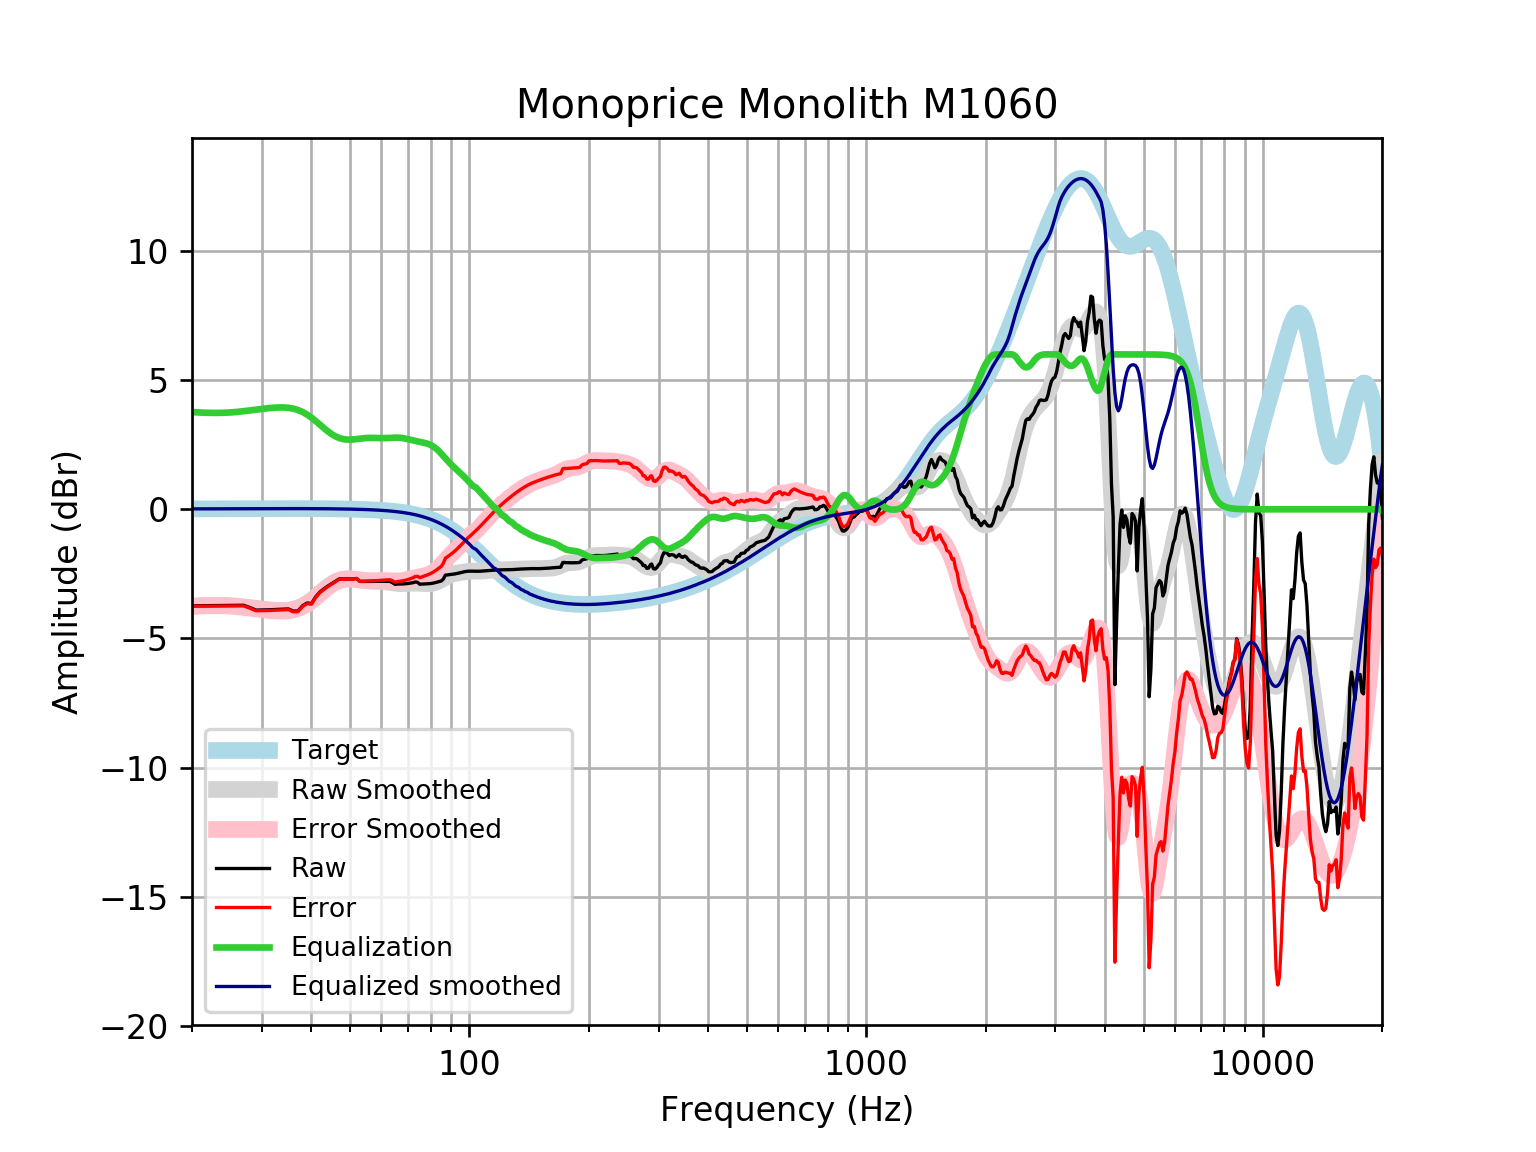 Monoprice Monolith M1060
Amplitude (dBr)
10
5
0
−5
−10
−15
−20
Target
Raw Smoothed
Error Smoothed
Raw
Error
Equalization
Equalized smoothed
100
1000
10000
Frequency (Hz)